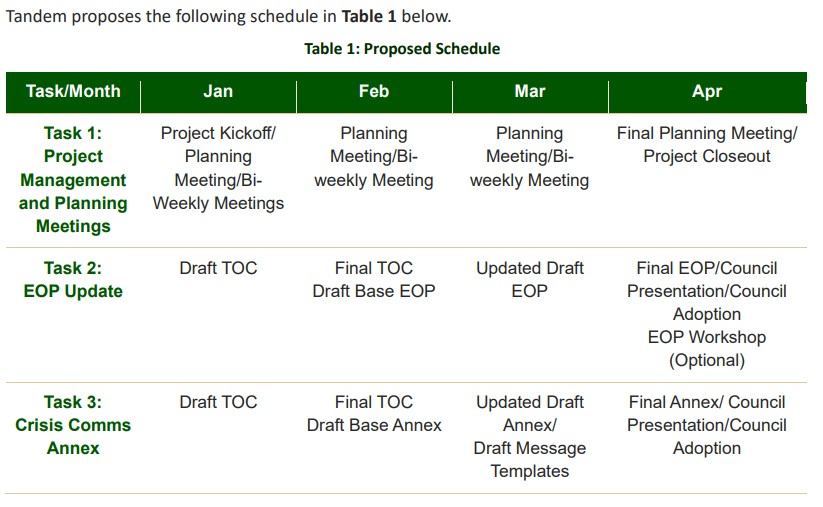 Tandem proposes the following schedule in Table 1 below.
Table 1: Proposed Schedule
Task/Month Jan Feb Mar Apr
Task 1:
Project
Management
and Planning
Meetings
Project Kickoff/
Planning
Meeting/Bi-
Weekly Meetings
Planning
Meeting/Bi-
weekly Meeting
Planning
Meeting/Bi-
weekly Meeting
Final Planning Meeting/
Project Closeout
Task 2:
EOP Update
Draft TOC
Final TOC
Draft Base EOP
Updated Draft
EOP
Final EOP/Council
Presentation/Council
Adoption
EOP Workshop
(Optional)
Task 3:
Crisis Comms
Annex
Draft TOC
Final TOC
Draft Base Annex
Updated Draft
Annex/
Draft Message
Templates
Final Annex/ Council
Presentation/Council
Adoption